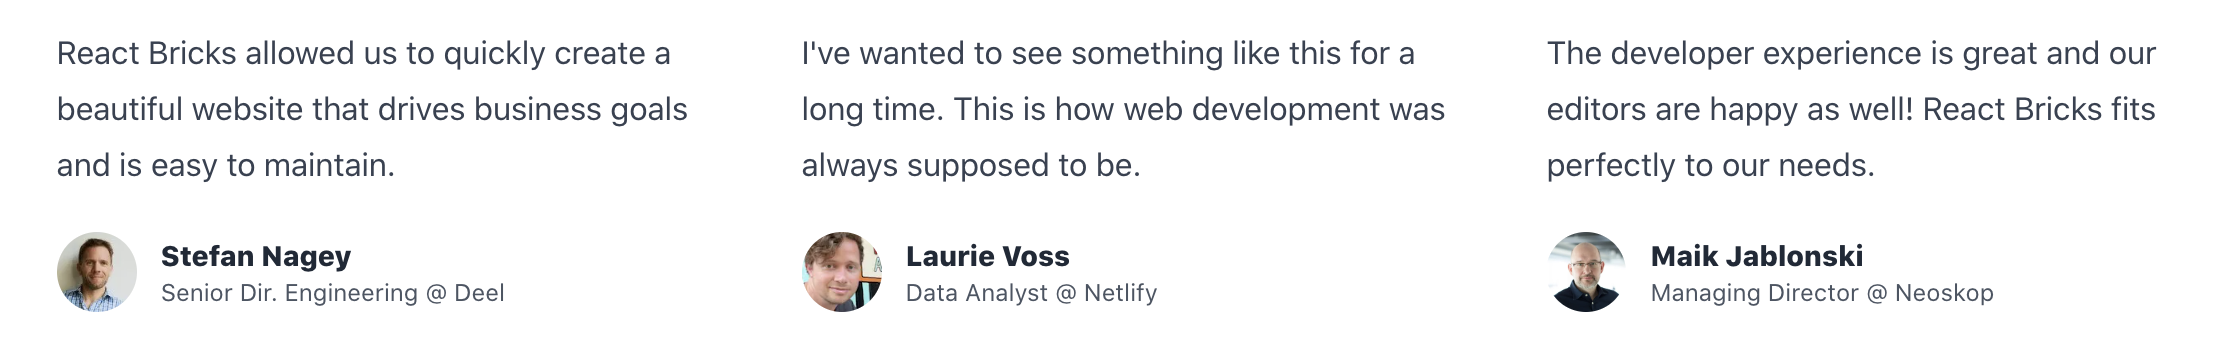 React Bricks allowed us to quickly create a
beautiful website that drives business goals
and is easy to maintain.
Stefan Nagey
Senior Dir. Engineering @ Deel
I've wanted to see something like this for a
long time. This is how web development was
always supposed to be.
Laurie Voss
Data Analyst @ Netlify
The developer experience is great and our
editors are happy as well! React Bricks fits
perfectly to our needs.
Maik Jablonski
Managing Director @ Neoskop